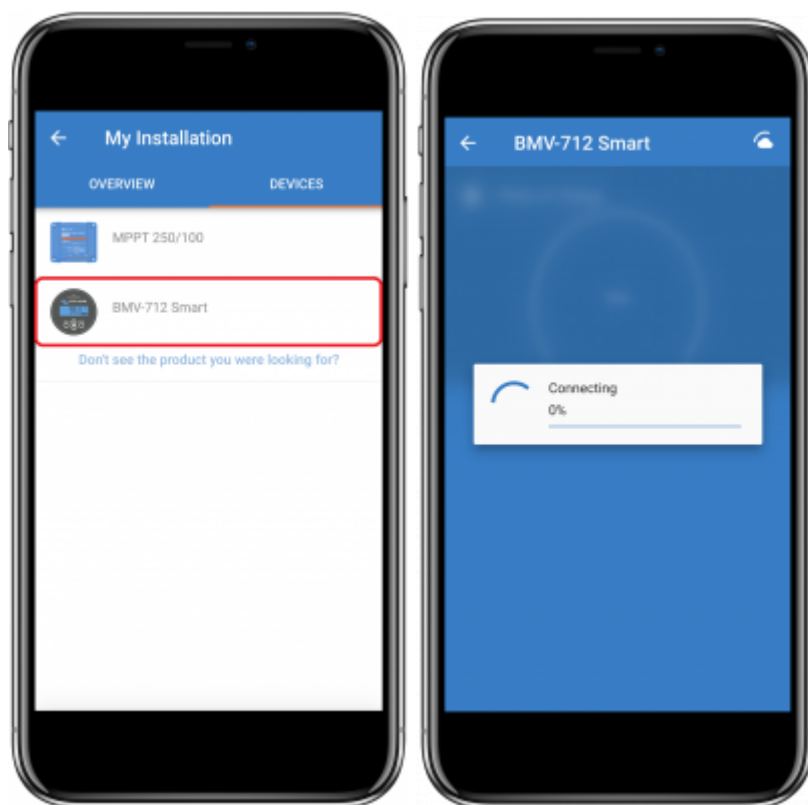 My Installation
OVERVIEW
DEVICES
MPPT 250/100
BMV-712 Smart
Don't see the product you were looking for?
BMV-712 Smart
Connecting
0%